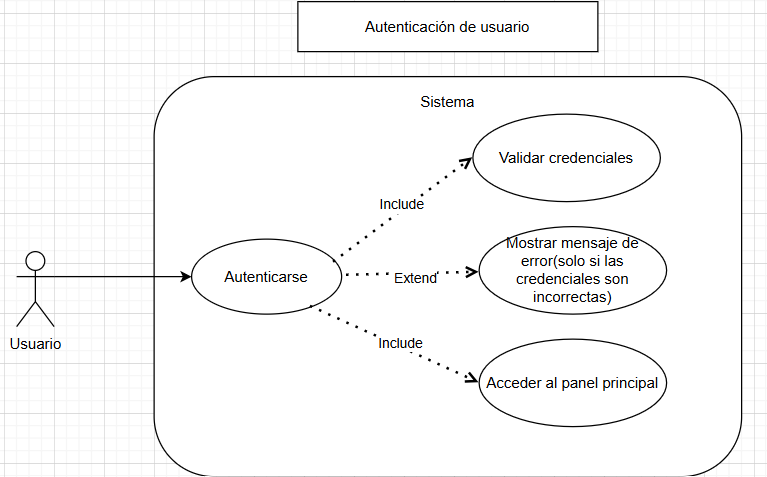 Autenticación de usuario
Sistema
Validar credenciales
Include
Mostrar mensaje de
error(solo si las
credenciales son
incorrectas)
Autenticarse
Extend
Include
Usuario
Acceder al panel principal